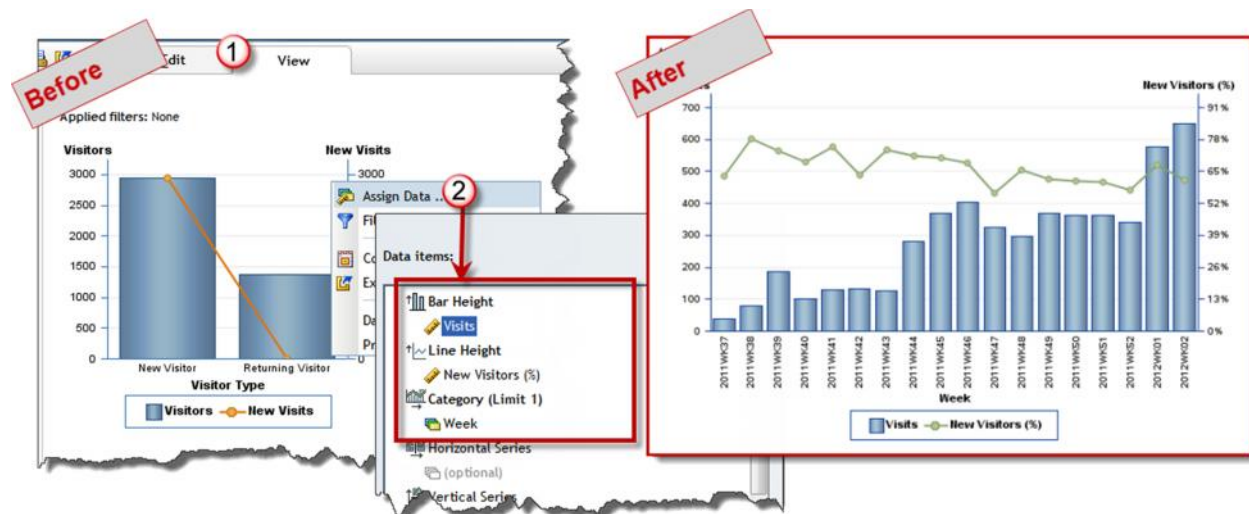 Before
1
Edit
View
Applied filters: None
Visitors
New Visits
3000
2500
2000
1500
1000
500
0
3000
0
New Visitor
Returning Visitor
Visitor Type
Visitors
New Visits
Assign Data ...
2
Data items:
Bar Height
Visits
Line Height
New Visitors (%)
Category (Limit 1)
Week
Horizontal Series
(optional)
Vertical Series
After
New Visitors (%)
700
600
500
400
300
200
100
0
91%
78%
65%
52%
39%
26%
13%
0%
2011WK37
2011WK38
2011WK39
2011WK40
2011WK41
2011WK42
2011WK43
2011WK44
2011WK45
2011WK46
2011WK47
2011WK48
2011WK49
2011WK50
2011WK51
2011WK52
2012WK01
2012WK02
Week
Visits
New Visitors (%)